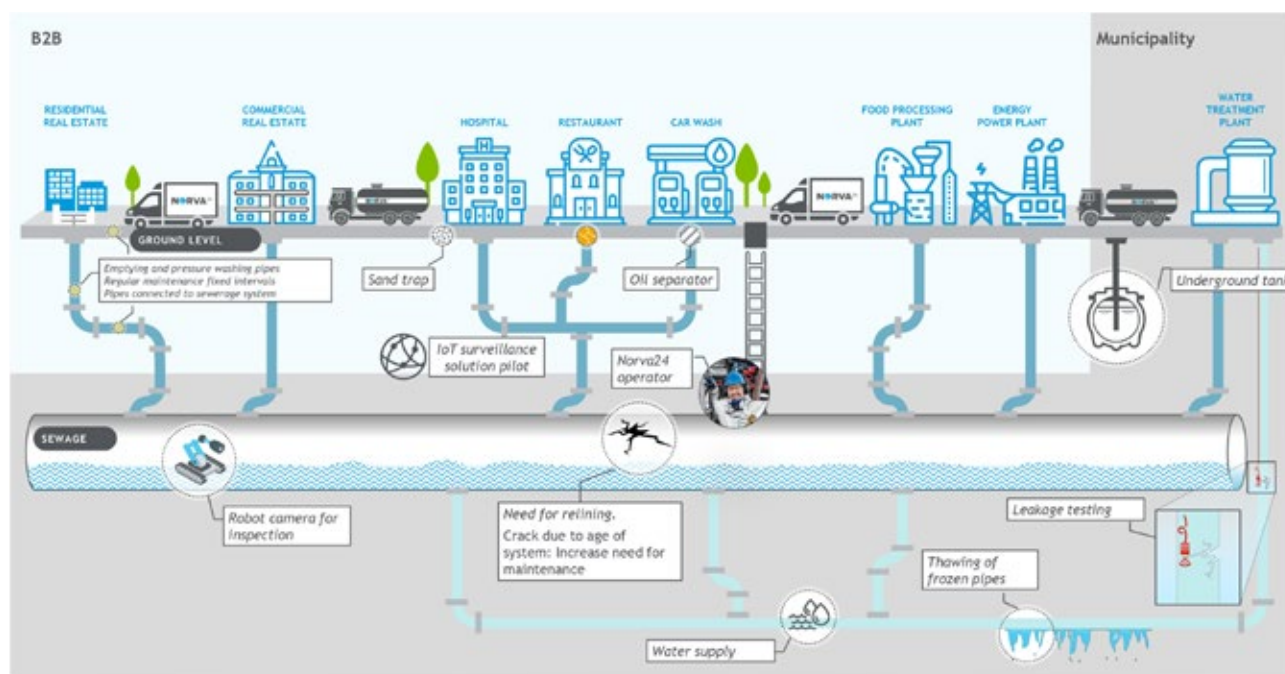 B2B
Municipality
RESIDENTIAL
REAL ESTATE
COMMERCIAL
REAL ESTATE
HOSPITAL
RESTAURANT
CAR WASH
FOOD PROCESSING
PLANT
ENERGY
POWER PLANT
WATER
TREATMENT
PLANT
NORVA
NORVA
GROUND LEVEL
Emptying and pressure washing pipes
Regular maintenance fixed intervals
Pipes connected to sewerage system
Sand trap
Oil separator
Underground tank
IoT surveillance
solution pilot
Norva24
operator
SEWAGE
Robot camera for
inspection
Need for relining.
Crack due to age of
system: Increase need for
maintenance
Leakage testing
Thawing of
frozen pipes
Water supply